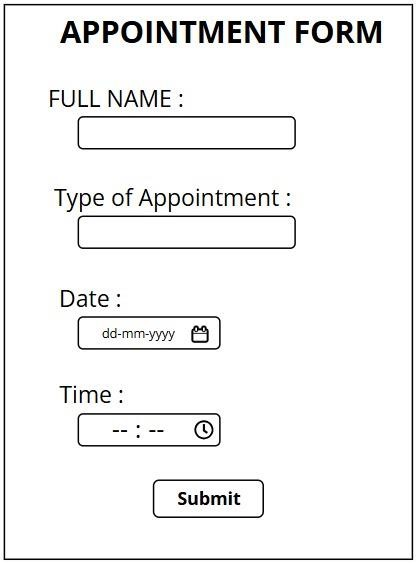 APPOINTMENT FORM
FULL NAME :
Type of Appointment :
Date :
dd-mm-yyyy
Time :
-- : --
Submit